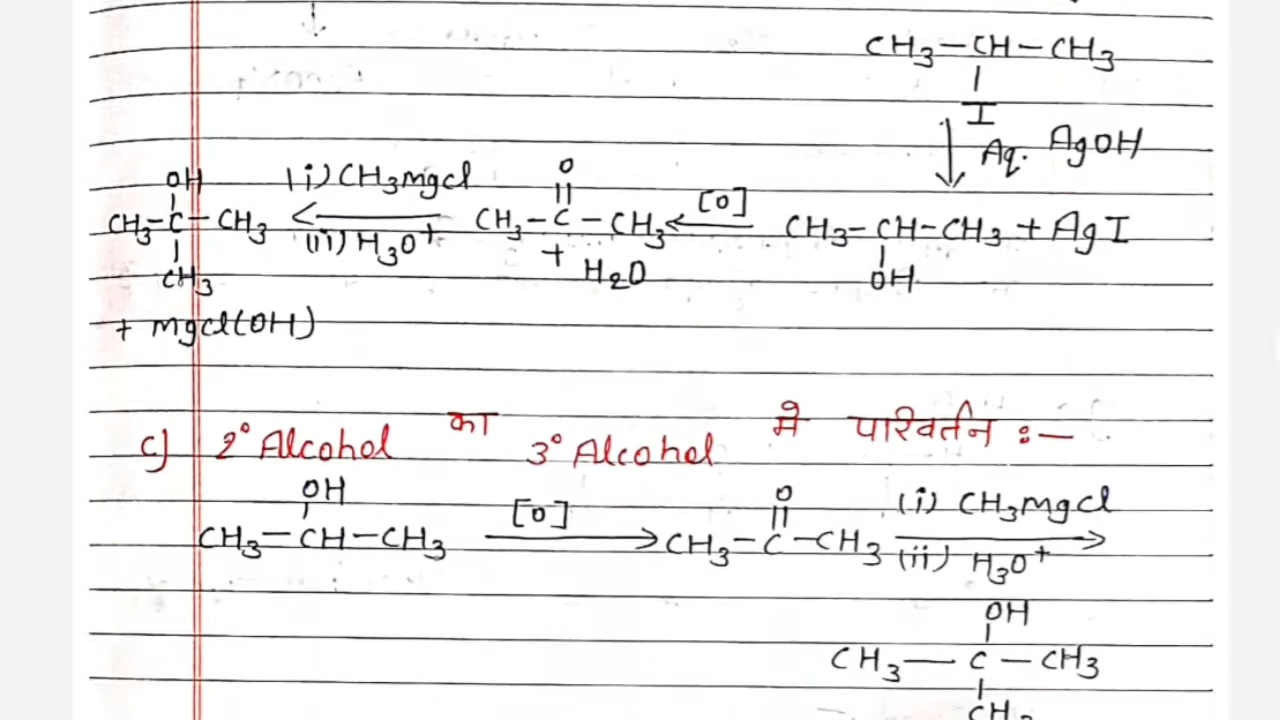 CH3-CH-CH3
|
I
↓ Aq. AgOH
OH (i) CH3mgcl O
CH3-C-CH3 <——— CH3-C-CH3 <—[O]— CH3-CH-CH3 + AgI
| (ii) H3O+ + H2O OH
CH3
+ mgcl(OH)
c) 2° Alcohol का 3° Alcohol मे परिवर्तन :-
OH O (i) CH3mgcl
CH3-CH-CH3 —[O]—> CH3-C-CH3 ———>
(ii) H3O+
OH
CH3-C-CH3
|
CH3